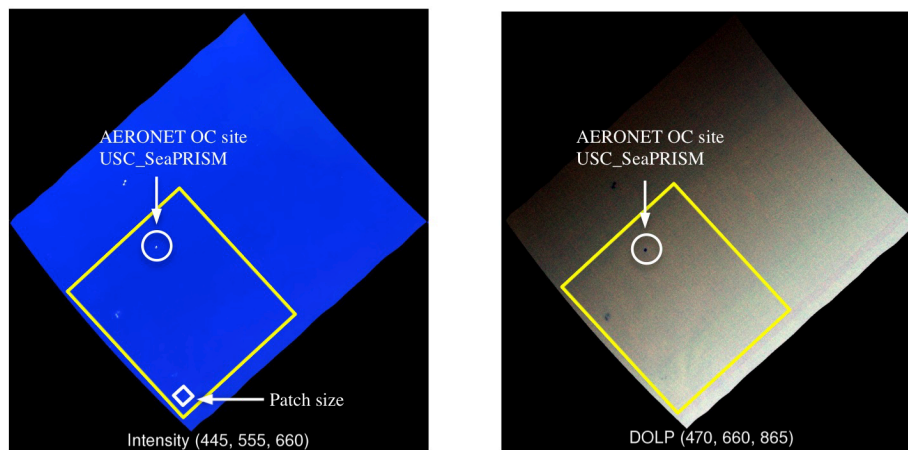 AERONET OC site
USC_SeaPRISM
Patch size
Intensity (445, 555, 660)
AERONET OC site
USC_SeaPRISM
DOLP (470, 660, 865)